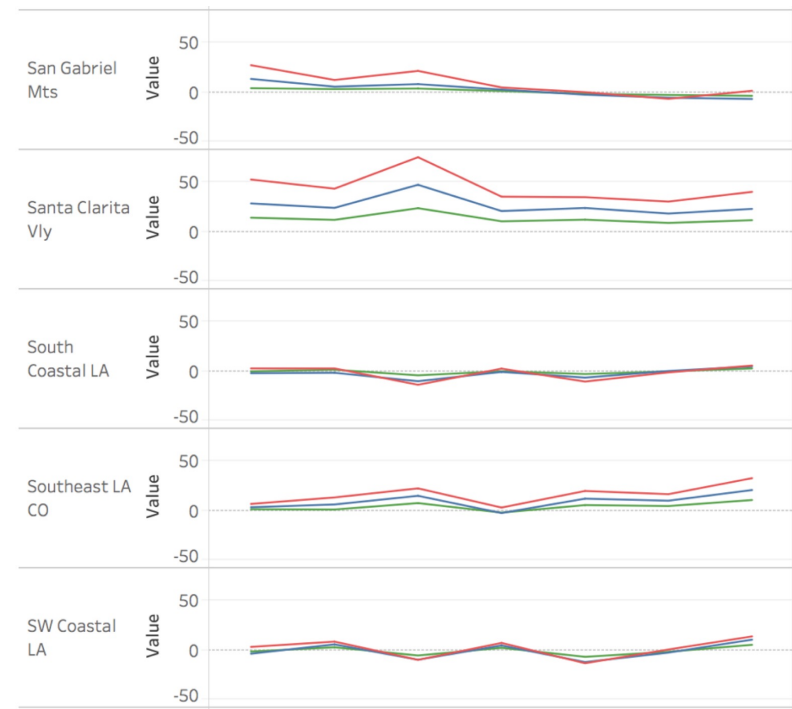 San Gabriel
Mts
Value
50
0
-50
Santa Clarita
Vly
Value
50
0
-50
South
Coastal LA
Value
50
0
-50
Southeast LA
CO
Value
50
0
-50
SW Coastal
LA
Value
50
0
-50